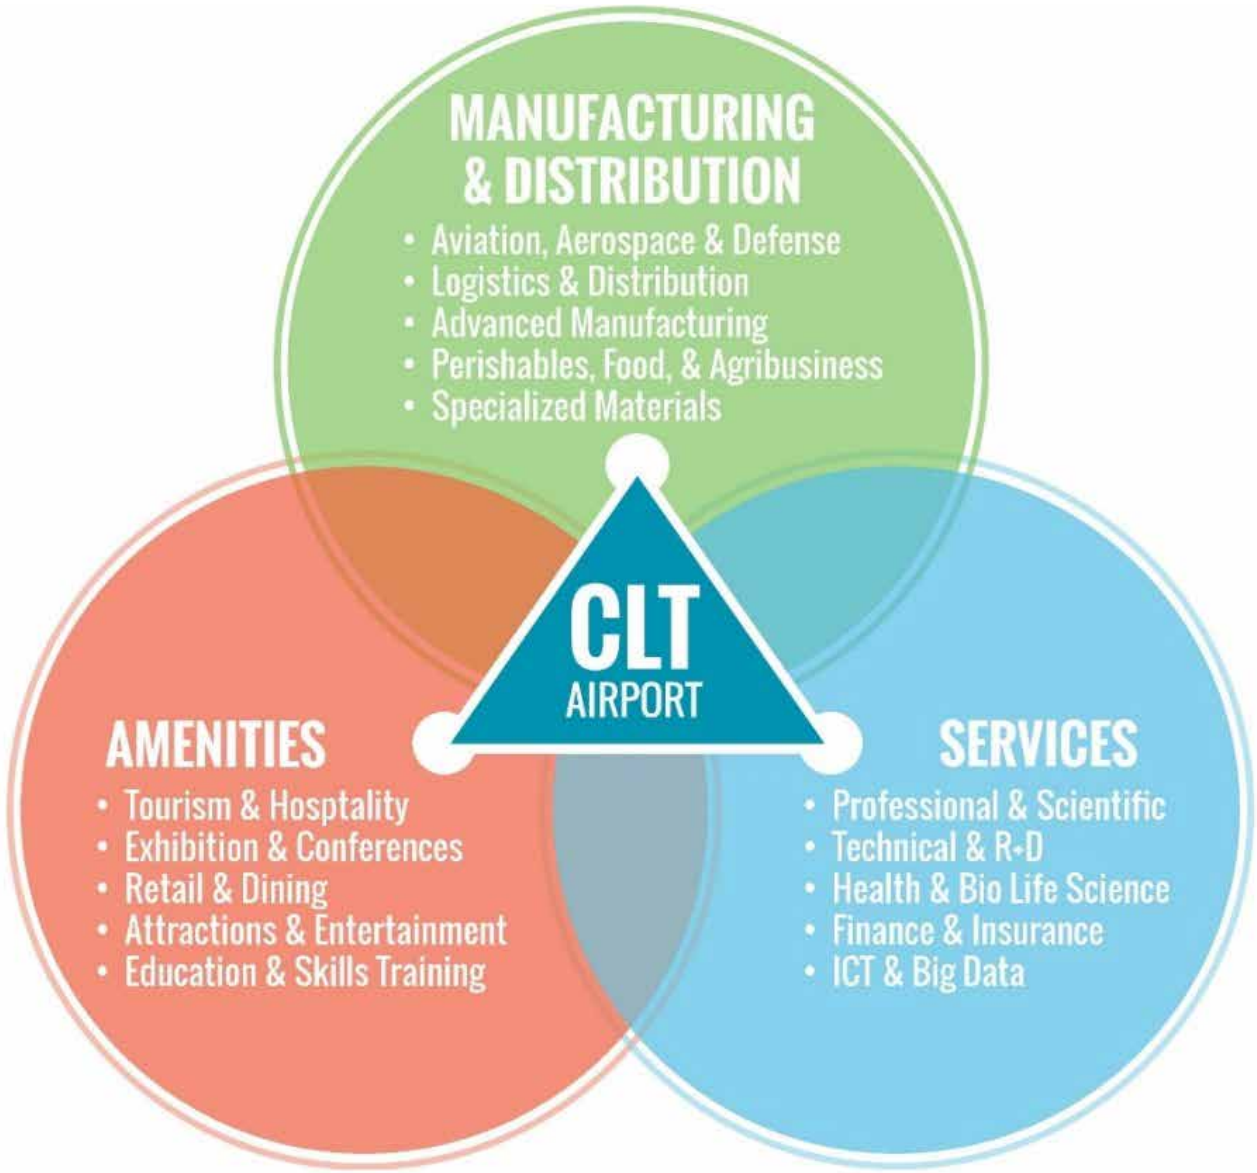 MANUFACTURING
& DISTRIBUTION
• Aviation, Aerospace & Defense
• Logistics & Distribution
• Advanced Manufacturing
• Perishables, Food, & Agribusiness
• Specialized Materials
CLT
AIRPORT
AMENITIES
• Tourism & Hosptality
• Exhibition & Conferences
• Retail & Dining
• Attractions & Entertainment
• Education & Skills Training
SERVICES
• Professional & Scientific
• Technical & R+D
• Health & Bio Life Science
• Finance & Insurance
• ICT & Big Data